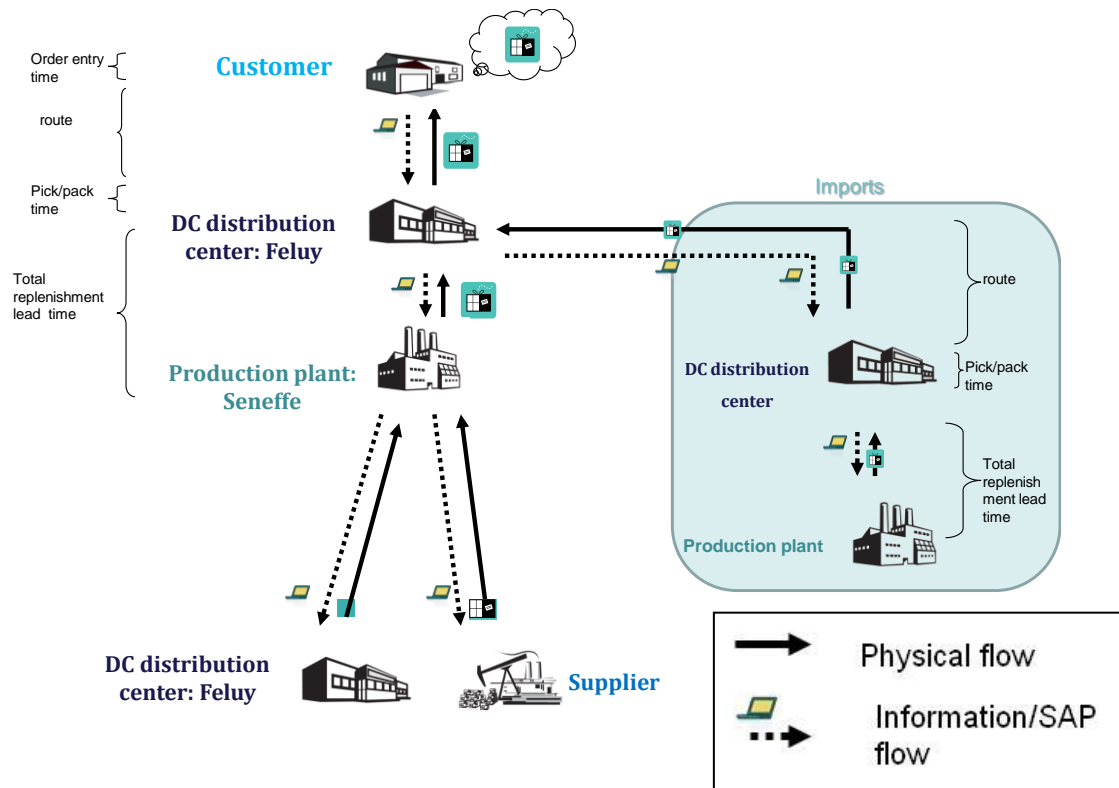 Order entry
time
Customer
route
Pick/pack
time
Imports
DC distribution
center: Feluy
Total
replenishment
lead  time
route
Production plant:
Seneffe
DC distribution
center
Pick/pack
time
Total
replenish
ment lead
time
Production plant
DC distribution
center: Feluy
Supplier
Physical flow
Information/SAP
flow